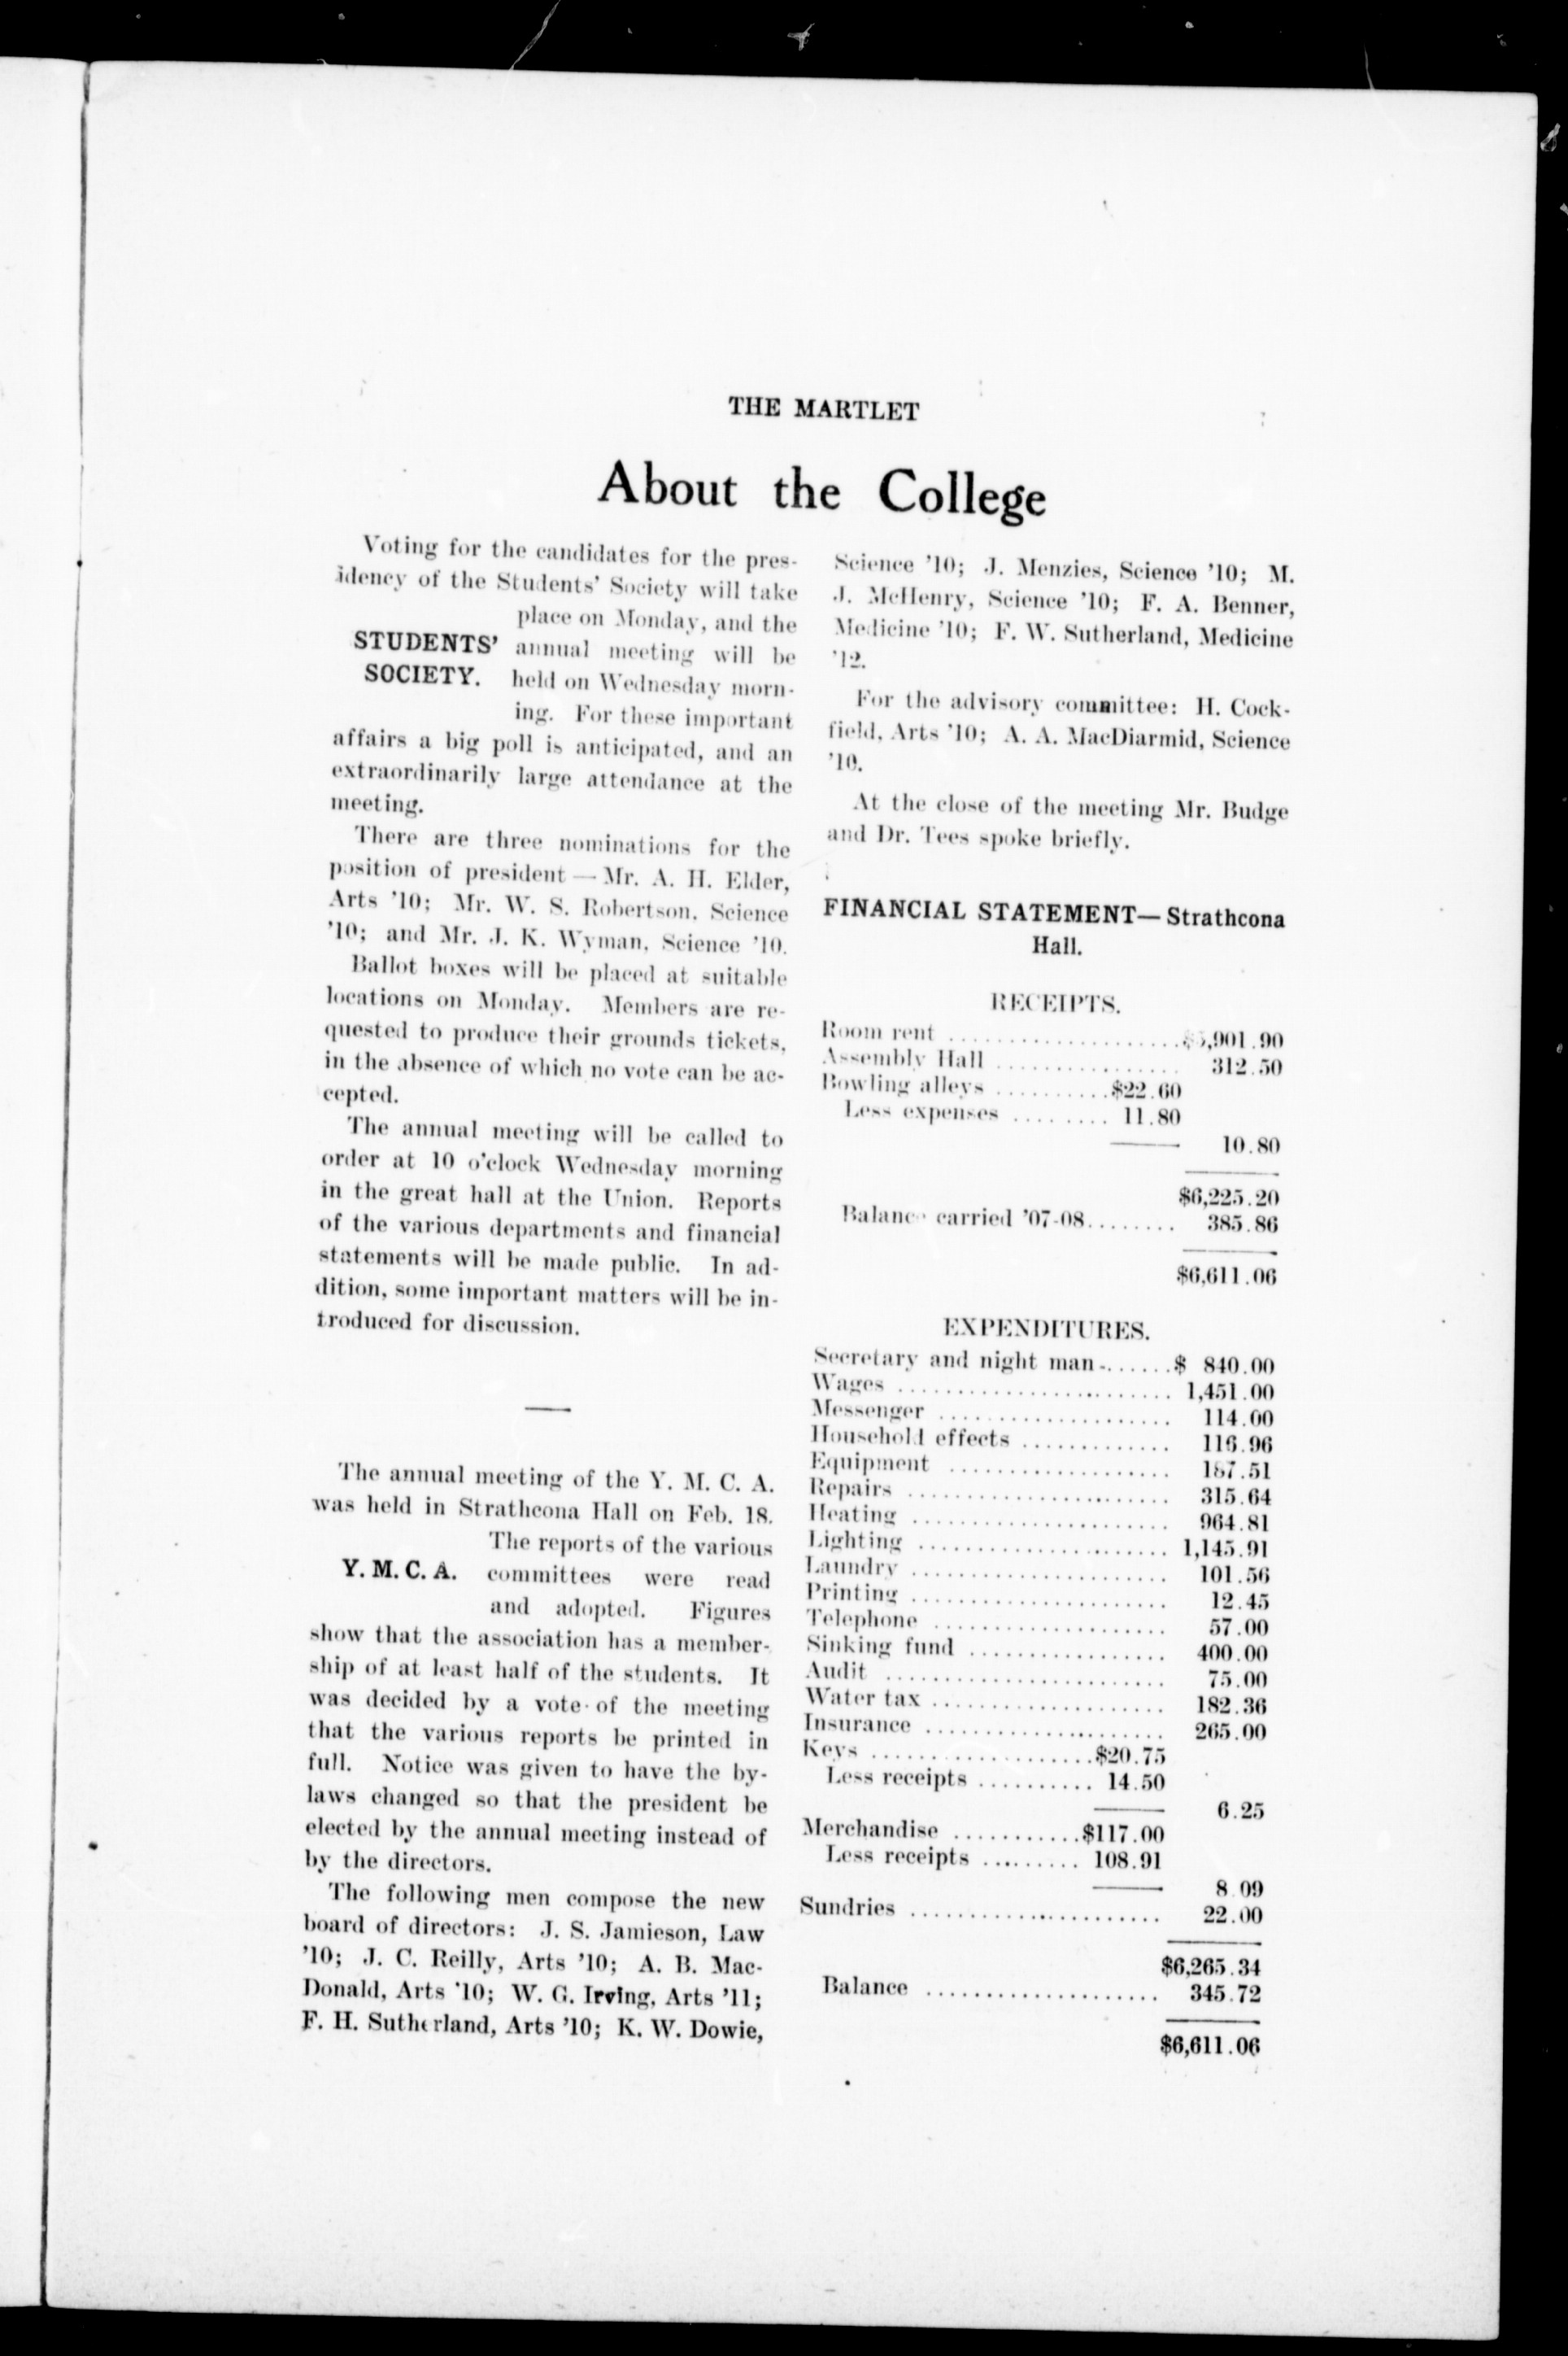 THE MARTLET
About the College
Voting for the candidates for the pres-
idency of the Students' Society will take
place on Monday, and the
STUDENTS' annual meeting will be
SOCIETY. held on Wednesday morn-
ing. For these important
affairs a big poll is anticipated, and an
extraordinarily large attendance at the
meeting.
There are three nominations for the
position of president — Mr. A. H. Elder,
Arts '10; Mr. W. S. Robertson, Science
'10; and Mr. J. K. Wyman, Science '10.
Ballot boxes will be placed at suitable
locations on Monday. Members are re-
quested to produce their grounds tickets,
in the absence of which no vote can be ac-
cepted.
The annual meeting will be called to
order at 10 o'clock Wednesday morning
in the great hall at the Union. Reports
of the various departments and financial
statements will be made public. In ad-
dition, some important matters will be in-
troduced for discussion.
The annual meeting of the Y. M. C. A.
was held in Strathcona Hall on Feb. 18.
The reports of the various
Y. M. C. A. committees were read
and adopted. Figures
show that the association has a member-
ship of at least half of the students. It
was decided by a vote of the meeting
that the various reports be printed in
full. Notice was given to have the by-
laws changed so that the president be
elected by the annual meeting instead of
by the directors.
The following men compose the new
board of directors: J. S. Jamieson, Law
'10; J. C. Reilly, Arts '10; A. B. Mac-
Donald, Arts '10; W. G. Irving, Arts '11;
F. H. Sutherland, Arts '10; K. W. Dowie,
Science '10; J. Menzies, Science '10; M.
J. McHenry, Science '10; F. A. Benner,
Medicine '10; F. W. Sutherland, Medicine
'12.
For the advisory committee: H. Cock-
field, Arts '10; A. A. MacDiarmid, Science
'10.
At the close of the meeting Mr. Budge
and Dr. Tees spoke briefly.
FINANCIAL STATEMENT— Strathcona
Hall.
RECEIPTS.
Room rent .................... $5,901.90
Assembly Hall ................ 312.50
Bowling alleys ..........$22.60
Less expenses ........ 11.80
10.80
$6,225.20
Balance carried '07-08........ 385.86
$6,611.06
EXPENDITURES.
Secretary and night man.......$ 840.00
Wages ....................... 1,451.00
Messenger ................... 114.00
Household effects ............. 116.96
Equipment ................... 187.51
Repairs ...................... 315.64
Heating ...................... 964.81
Lighting ..................... 1,145.91
Laundry ..................... 101.56
Printing ..................... 12.45
Telephone ................... 57.00
Sinking fund ................. 400.00
Audit ........................ 75.00
Water tax .................... 182.36
Insurance .................... 265.00
Keys ...................$20.75
Less receipts .......... 14.50
6.25
Merchandise ...........$117.00
Less receipts ......... 108.91
8.09
Sundries ..................... 22.00
$6,265.34
Balance .................... 345.72
$6,611.06